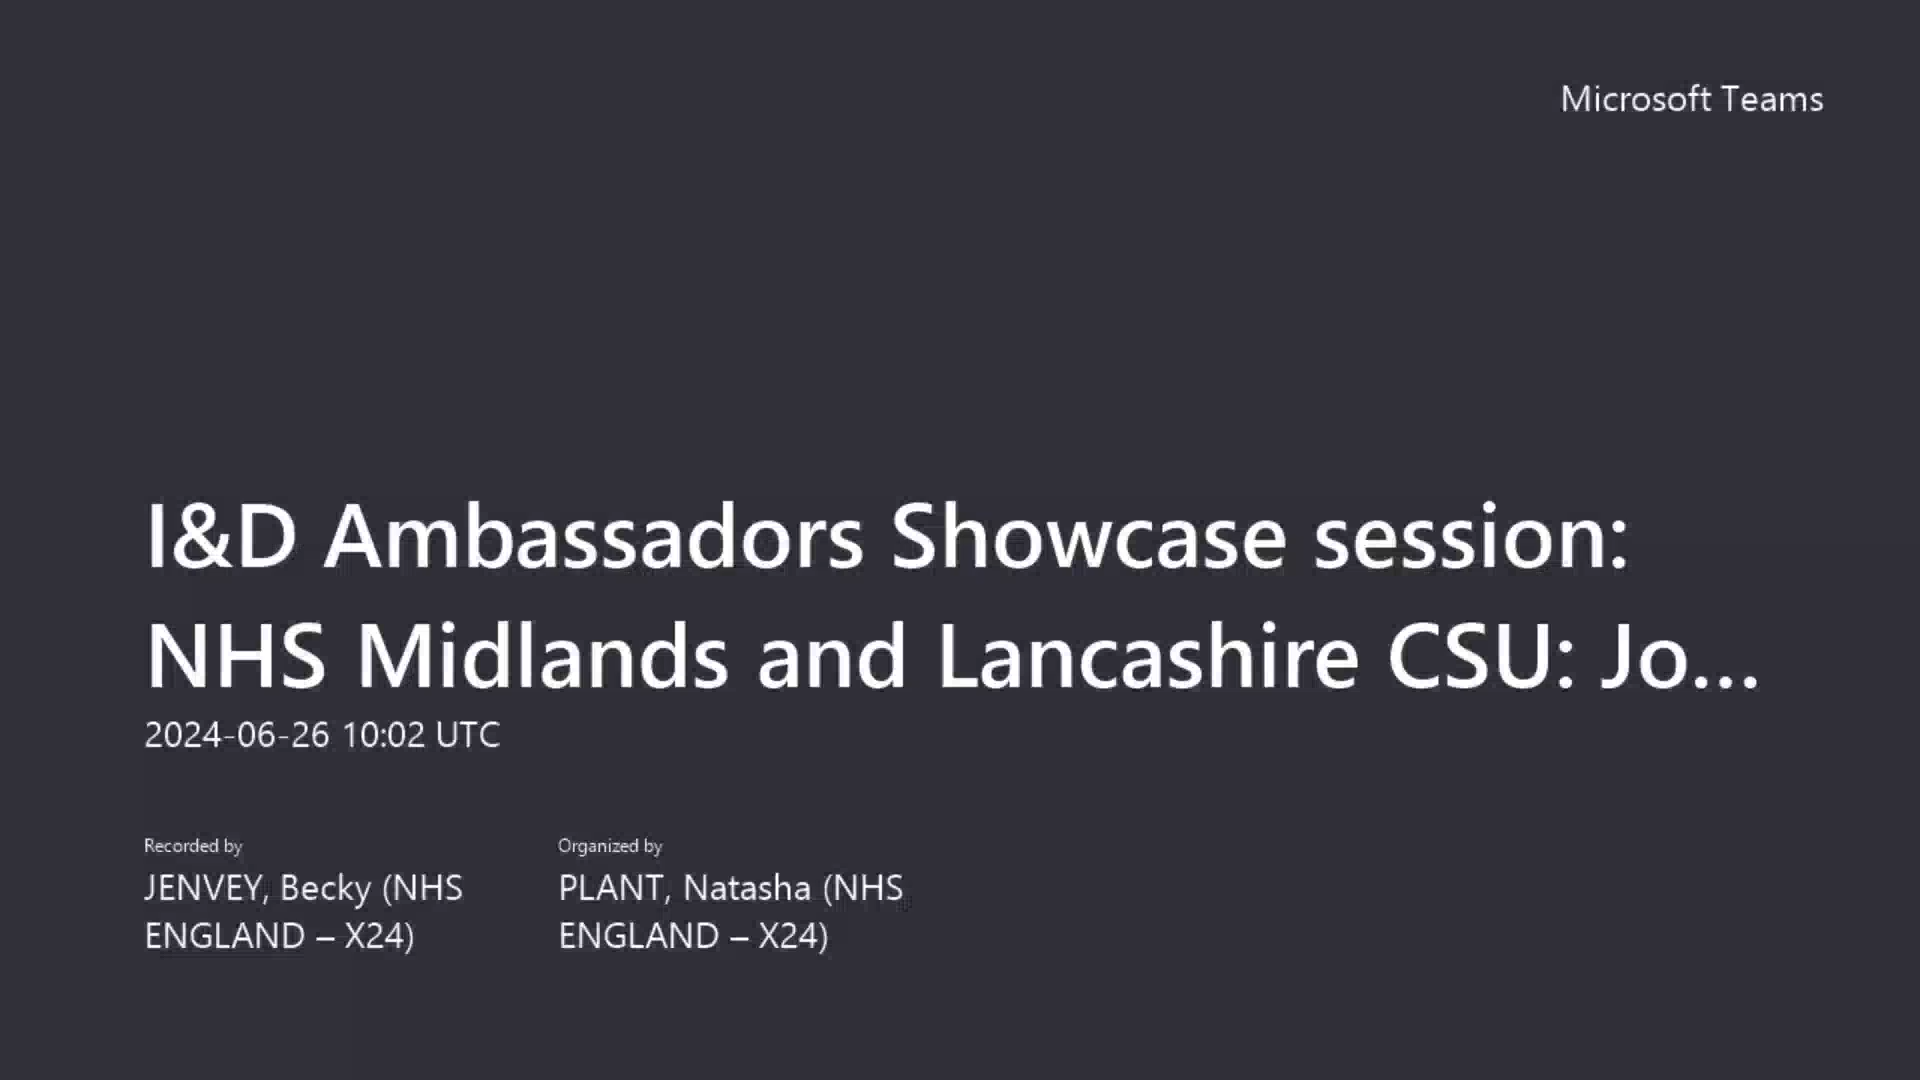 Microsoft Teams
I&D Ambassadors Showcase session:
NHS Midlands and Lancashire CSU: Jo...
2024-06-26 10:02 UTC
Recorded by
JENVEY, Becky (NHS
ENGLAND – X24)
Organized by
PLANT, Natasha (NHS
ENGLAND – X24)